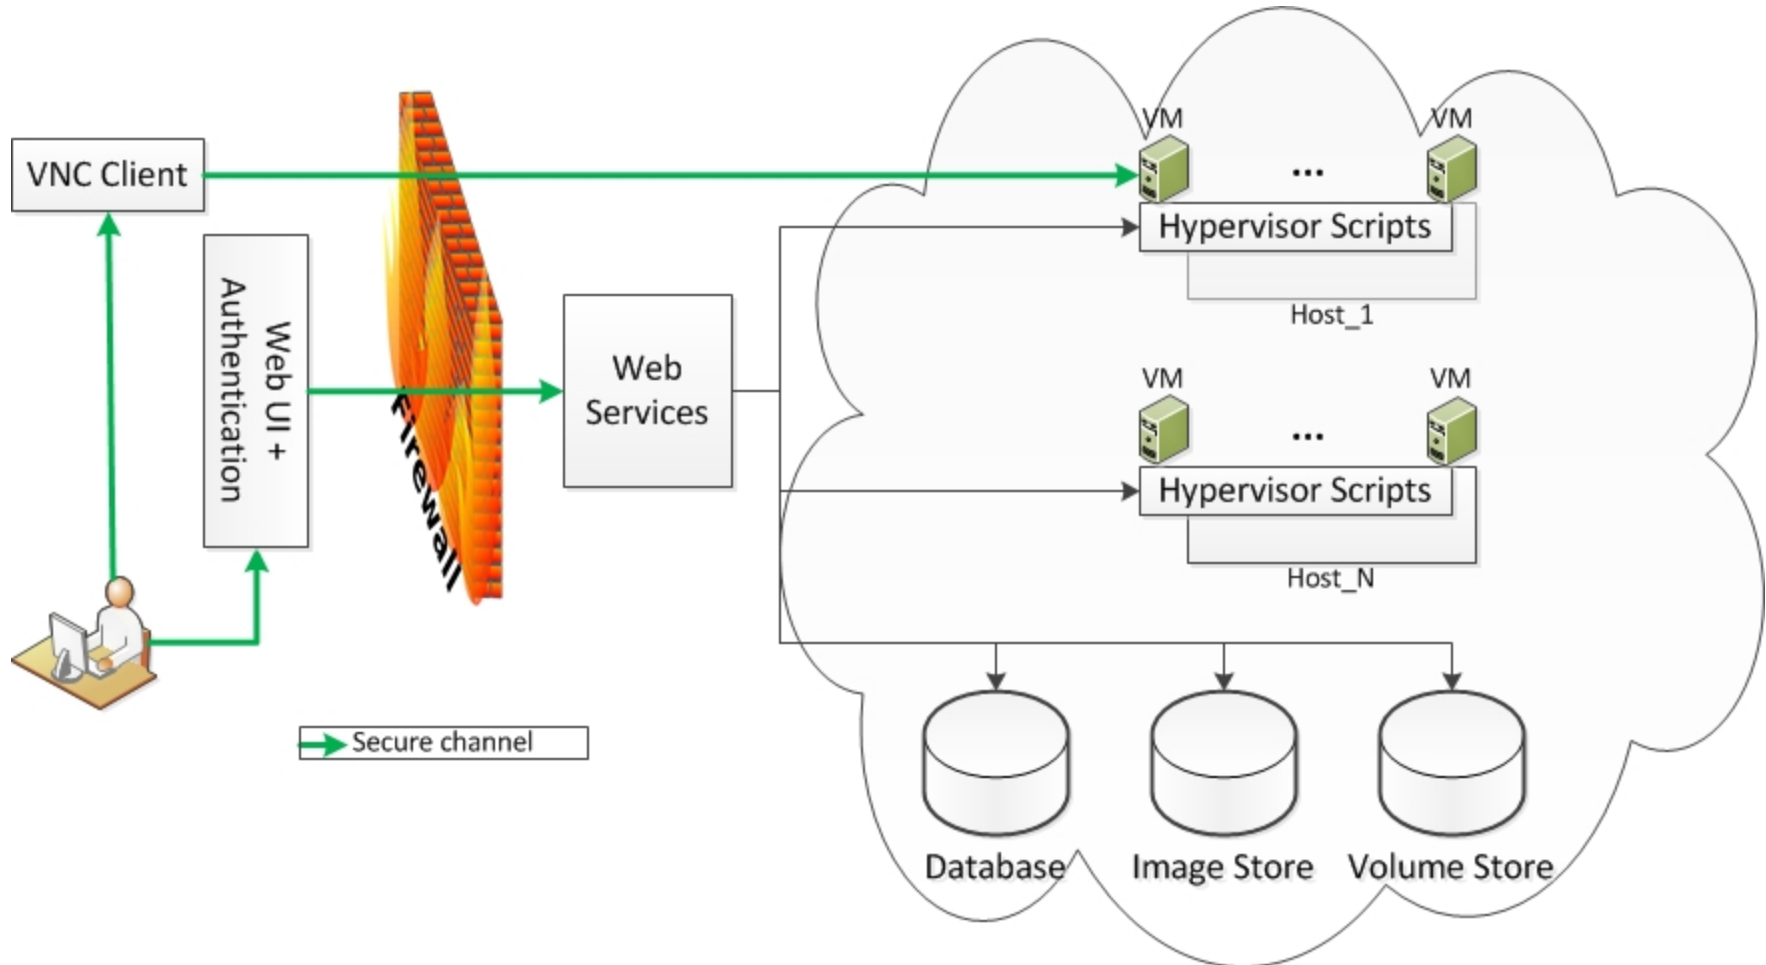 VNC Client
Web UI +
Authentication
Firewall
Web
Services
VM
...
VM
Hypervisor Scripts
Host_1
VM
...
VM
Hypervisor Scripts
Host_N
Secure channel
Database
Image Store
Volume Store